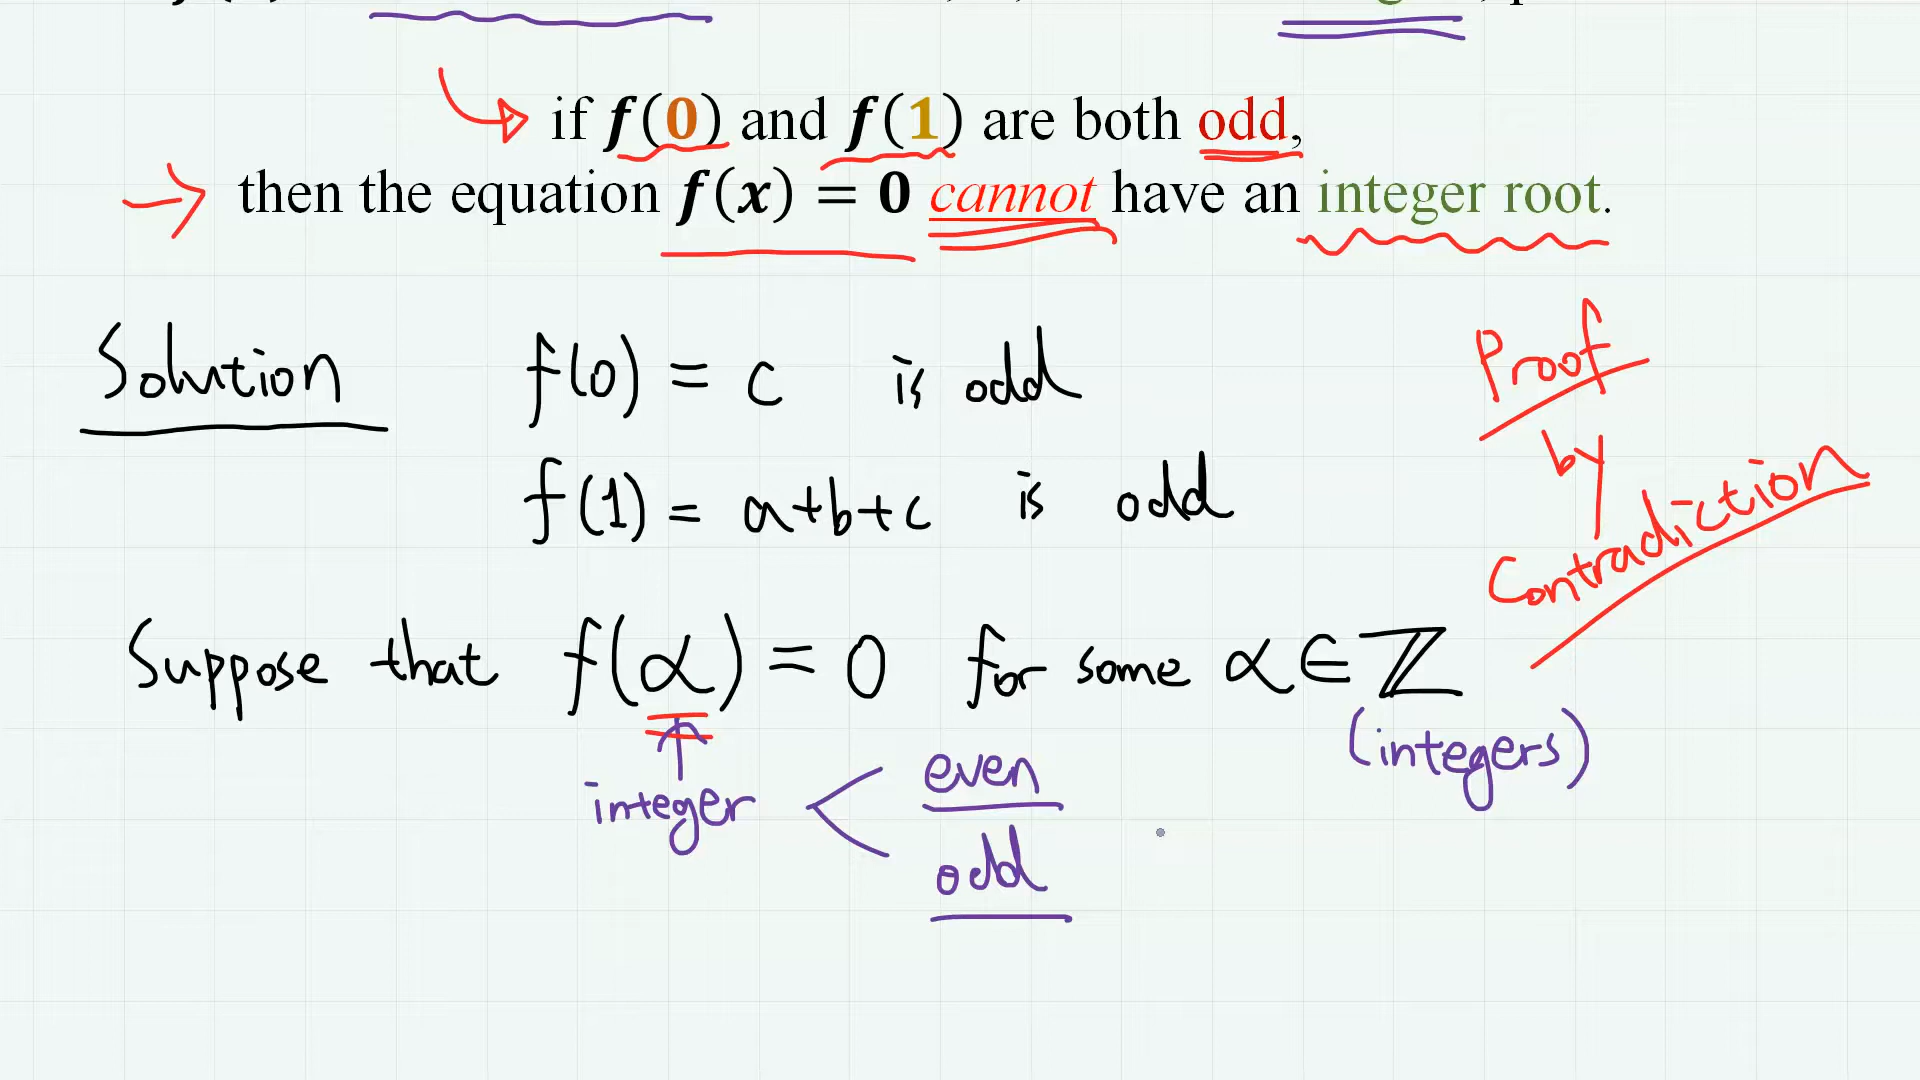 if f(0) and f(1) are both odd,
then the equation f(x) = 0 cannot have an integer root.
Solution f(0) = c is odd
f(1) = a+b+c is odd
Proof
by
Contradiction
Suppose that f(α) = 0 for some α ∈ ℤ
(integers)
integer < even
odd